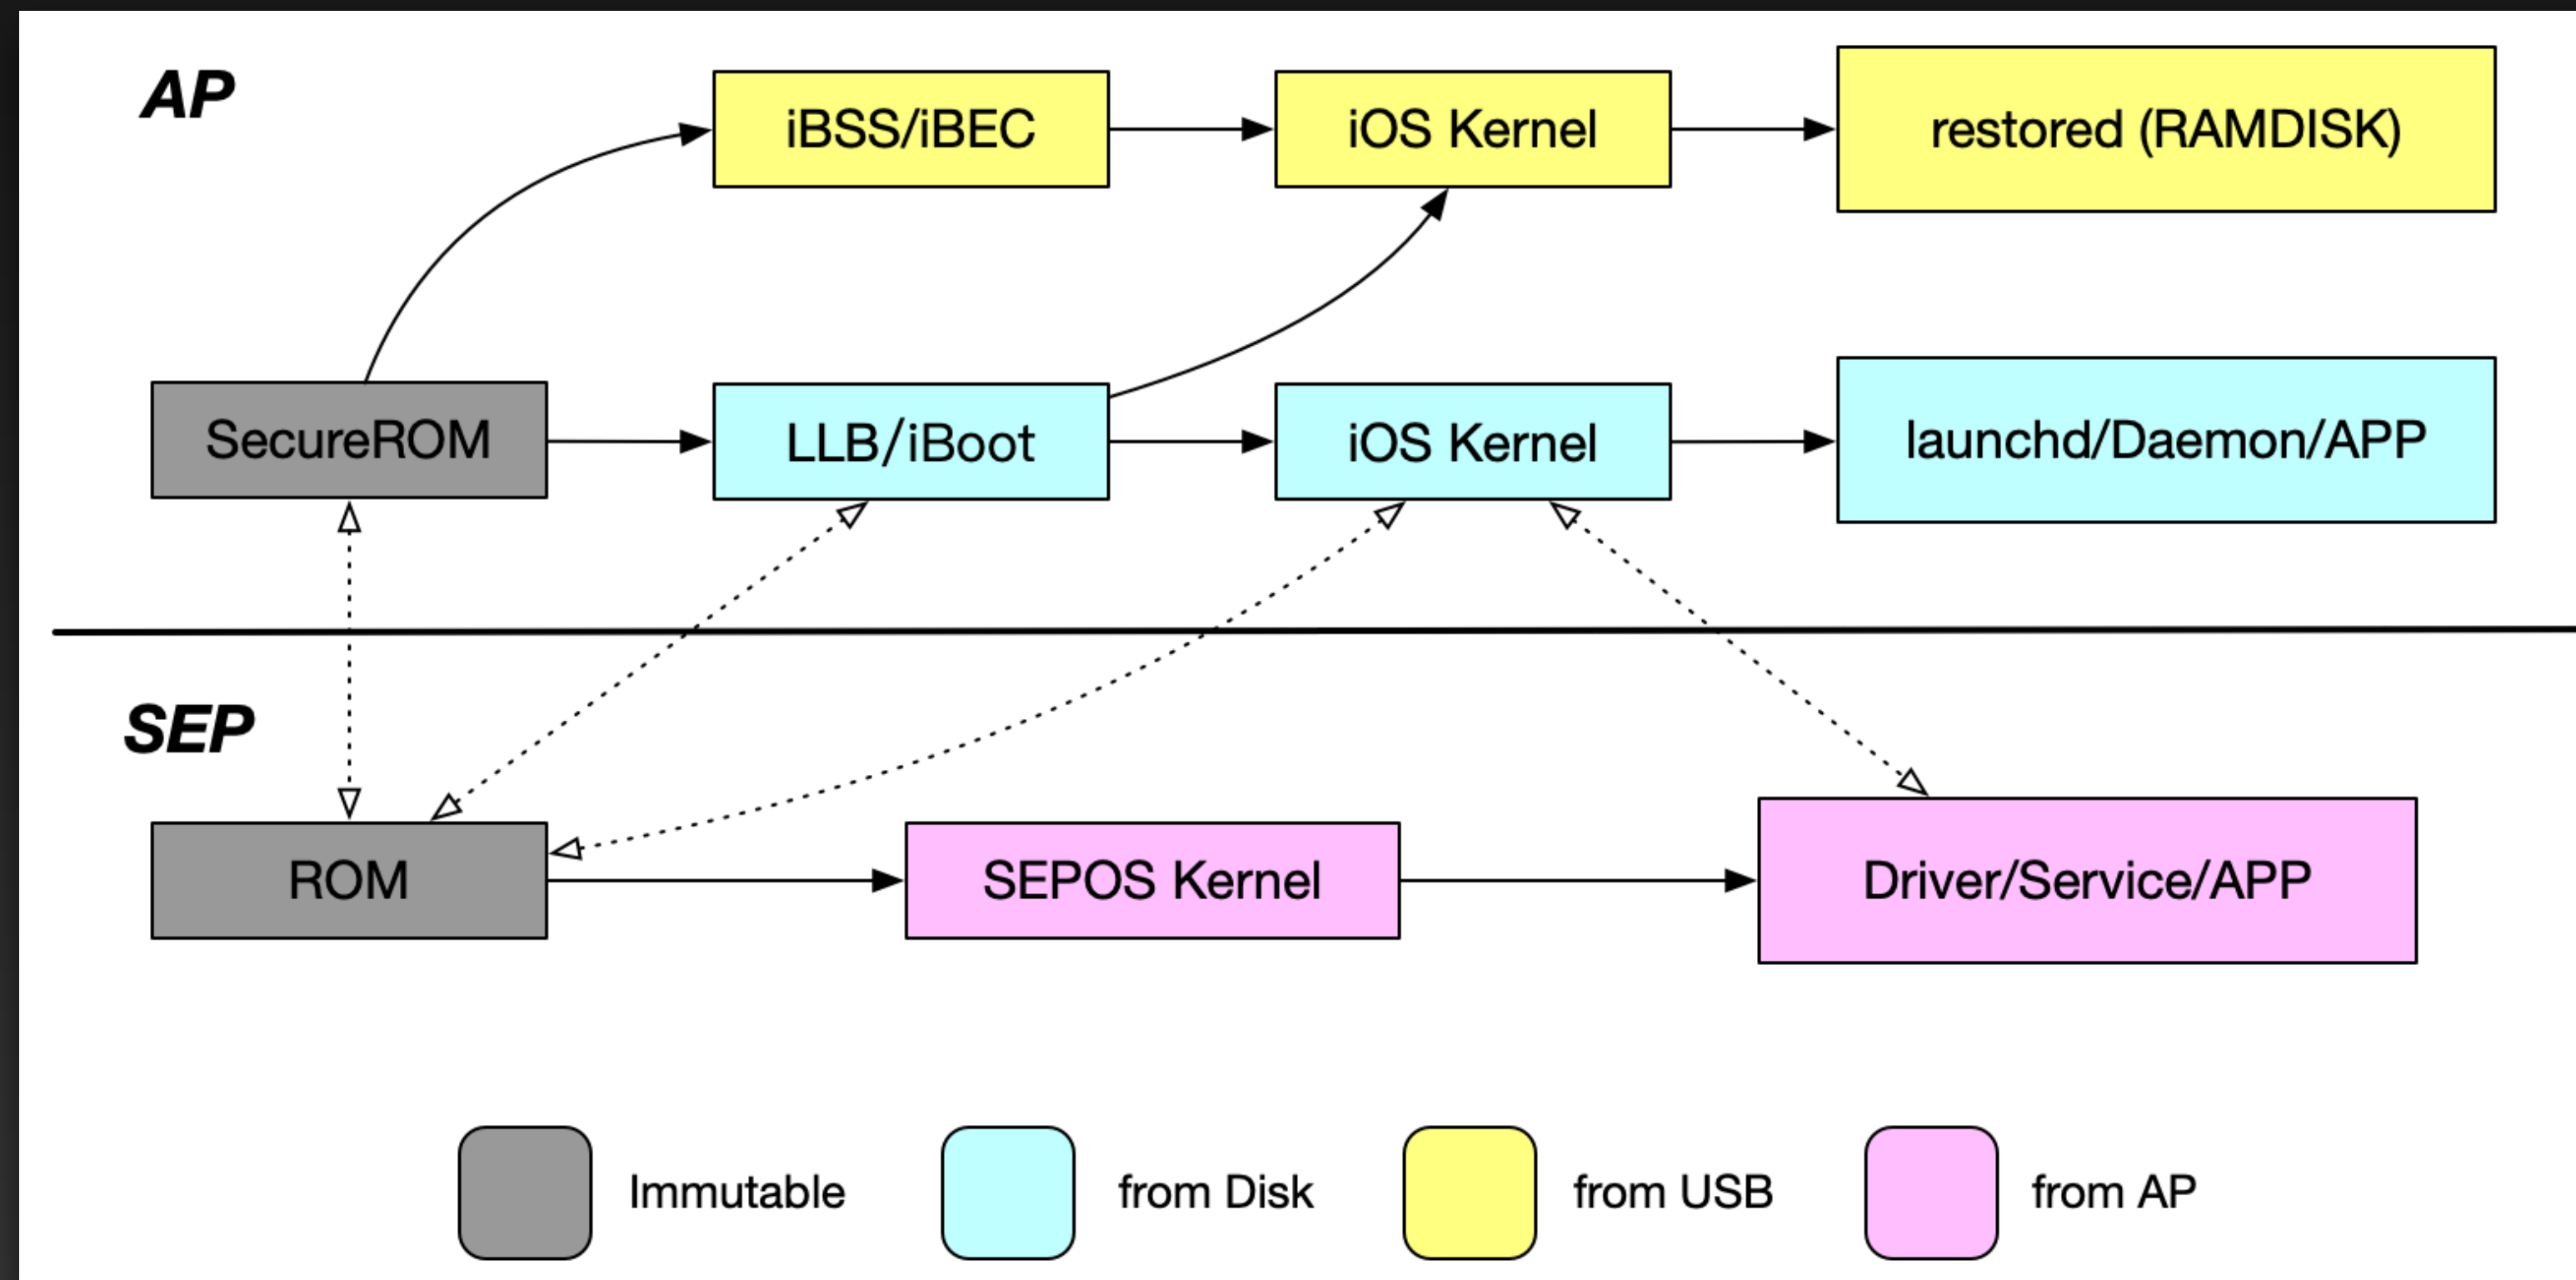 AP
iBSS/iBEC
iOS Kernel
restored (RAMDISK)
SecureROM
LLB/iBoot
iOS Kernel
launchd/Daemon/APP
SEP
ROM
SEPOS Kernel
Driver/Service/APP
Immutable
from Disk
from USB
from AP